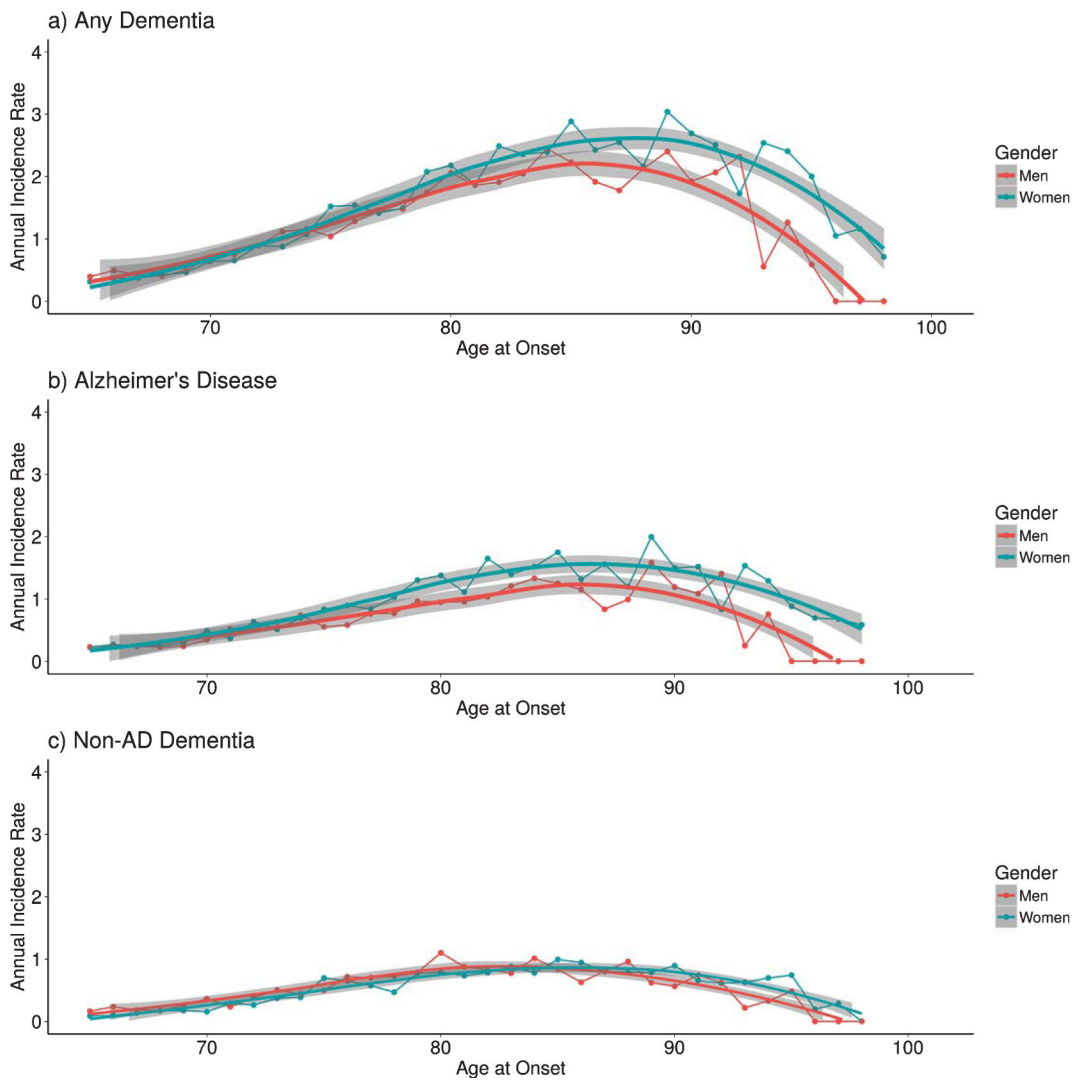 a) Any Dementia
4
3
2
1
0
Annual Incidence Rate
70 80 90 100
Age at Onset
Gender
Men
Women
b) Alzheimer's Disease
4
3
2
1
0
Annual Incidence Rate
70 80 90 100
Age at Onset
Gender
Men
Women
c) Non-AD Dementia
4
3
2
1
0
Annual Incidence Rate
70 80 90 100
Age at Onset
Gender
Men
Women